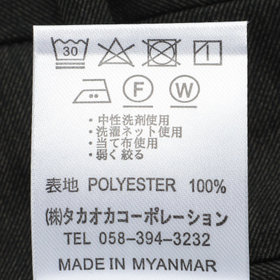 30
F W
・中性洗剤使用
・洗濯ネット使用
・当て布使用
・弱く絞る
表地 POLYESTER 100%
(株)タカオカコーポレーション
TEL 058-394-3232
MADE IN MYANMAR